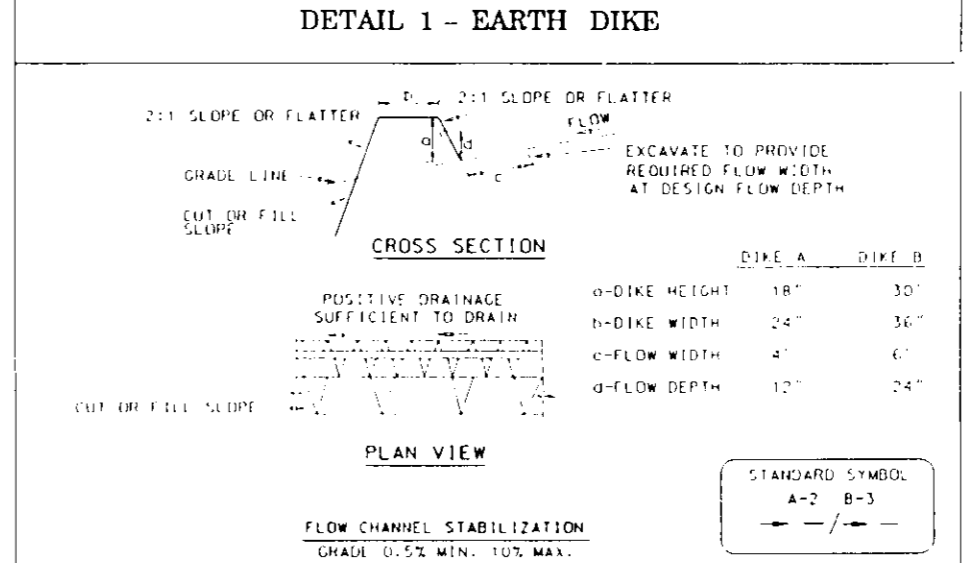 DETAIL 1 - EARTH DIKE
2:1 SLOPE OR FLATTER
b
2:1 SLOPE OR FLATTER
FLOW
a
d
c
GRADE LINE
EXCAVATE TO PROVIDE
REQUIRED FLOW WIDTH
AT DESIGN FLOW DEPTH
CUT OR FILL
SLOPE
CROSS SECTION
DIKE A DIKE B
a-DIKE HEIGHT 18" 30"
b-DIKE WIDTH 24" 36"
c-FLOW WIDTH 4' 6'
d-FLOW DEPTH 12" 24"
POSITIVE DRAINAGE
SUFFICIENT TO DRAIN
CUT OR FILL SLOPE
PLAN VIEW
STANDARD SYMBOL
A-2 B-3
FLOW CHANNEL STABILIZATION
GRADE 0.5% MIN. 10% MAX.